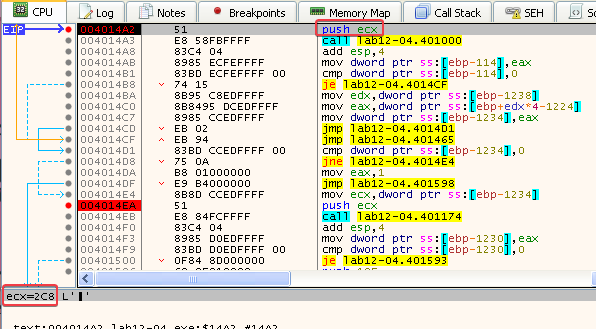 CPU Log Notes Breakpoints Memory Map Call Stack SEH
EIP 004014A2 51 push ecx
004014A3 E8 58FBFFFF call lab12-04.401000
004014A8 83C4 04 add esp,4
004014AB 8985 ECFEFFFF mov dword ptr ss:[ebp-114],eax
004014B1 83BD ECFEFFFF 00 cmp dword ptr ss:[ebp-114],0
004014B8 74 15 je lab12-04.4014CF
004014BA 8B95 C8EDFFFF mov edx,dword ptr ss:[ebp-1238]
004014C0 8B8495 DCEDFFFF mov eax,dword ptr ss:[ebp+edx*4-1224]
004014C7 8985 CCEDFFFF mov dword ptr ss:[ebp-1234],eax
004014CD EB 02 jmp lab12-04.4014D1
004014CF EB 94 jmp lab12-04.401465
004014D1 83BD CCEDFFFF 00 cmp dword ptr ss:[ebp-1234],0
004014D8 75 0A jne lab12-04.4014E4
004014DA B8 01000000 mov eax,1
004014DF E9 B4000000 jmp lab12-04.401598
004014E4 8B8D CCEDFFFF mov ecx,dword ptr ss:[ebp-1234]
004014EA 51 push ecx
004014EB E8 84FCFFFF call lab12-04.401174
004014F3 83C4 04 add esp,4
004014F3 8985 D0EDFFFF mov dword ptr ss:[ebp-1230],eax
004014F9 83BD D0EDFFFF 00 cmp dword ptr ss:[ebp-1230],0
00401500 0F84 8D000000 je lab12-04.401593
ecx=2C8